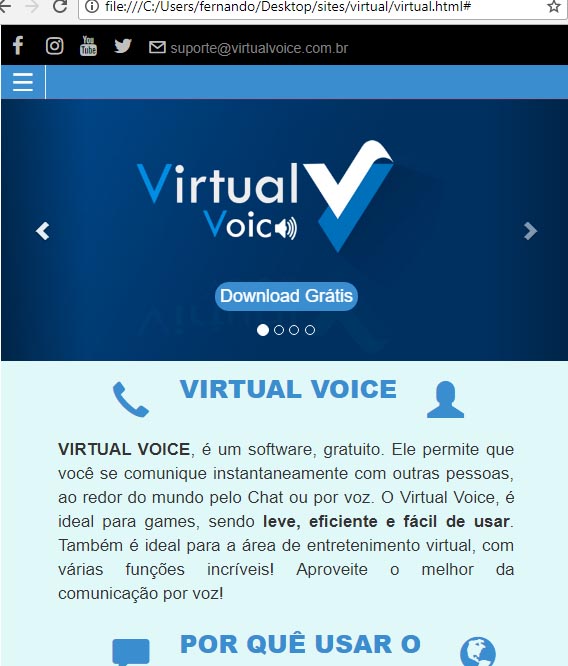 file:///C:/Users/fernando/Desktop/sites/virtual/virtual.html#
You Tube
suporte@virtualvoice.com.br
Virtual
Voice
Download Grátis
VIRTUAL VOICE
VIRTUAL VOICE, é um software, gratuito. Ele permite que
você se comunique instantaneamente com outras pessoas,
ao redor do mundo pelo Chat ou por voz. O Virtual Voice, é
ideal para games, sendo leve, eficiente e fácil de usar.
Também é ideal para a área de entretenimento virtual, com
várias funções incríveis! Aproveite o melhor da
comunicação por voz!
POR QUÊ USAR O